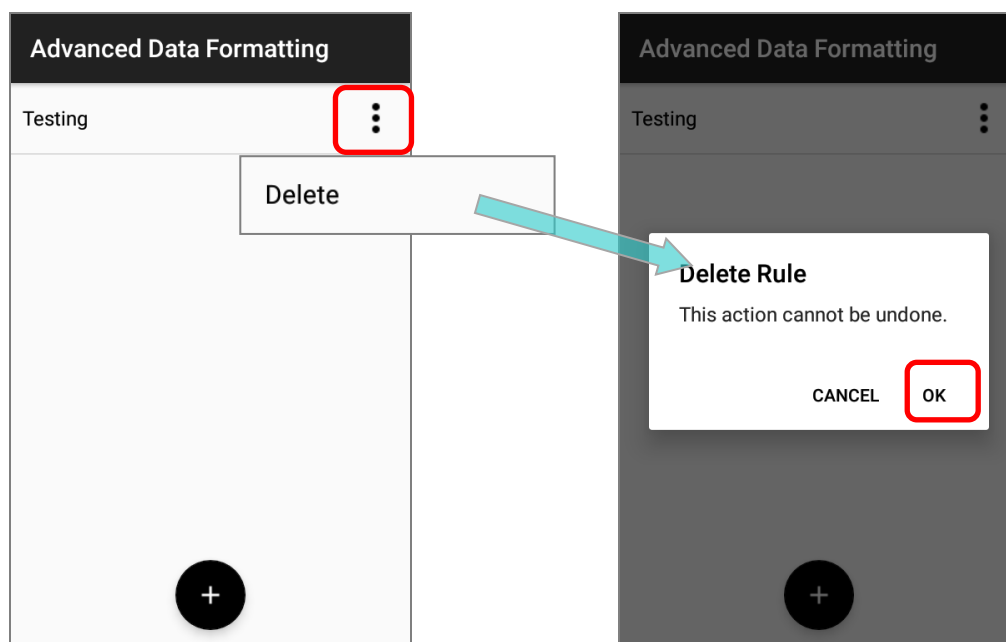 Advanced Data Formatting
Testing
Delete
Advanced Data Formatting
Testing
Delete Rule
This action cannot be undone.
CANCEL OK